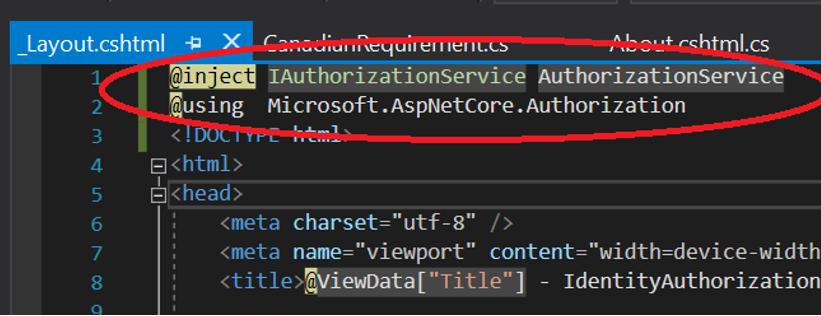 _Layout.cshtml CanadianRequirement.cs About.cshtml.cs
1 @inject IAuthorizationService AuthorizationService
2 @using Microsoft.AspNetCore.Authorization
3 <!DOCTYPE html>
4 <html>
5 <head>
6 <meta charset="utf-8" />
7 <meta name="viewport" content="width=device-width
8 <title>@ViewData["Title"] - IdentityAuthorization
9